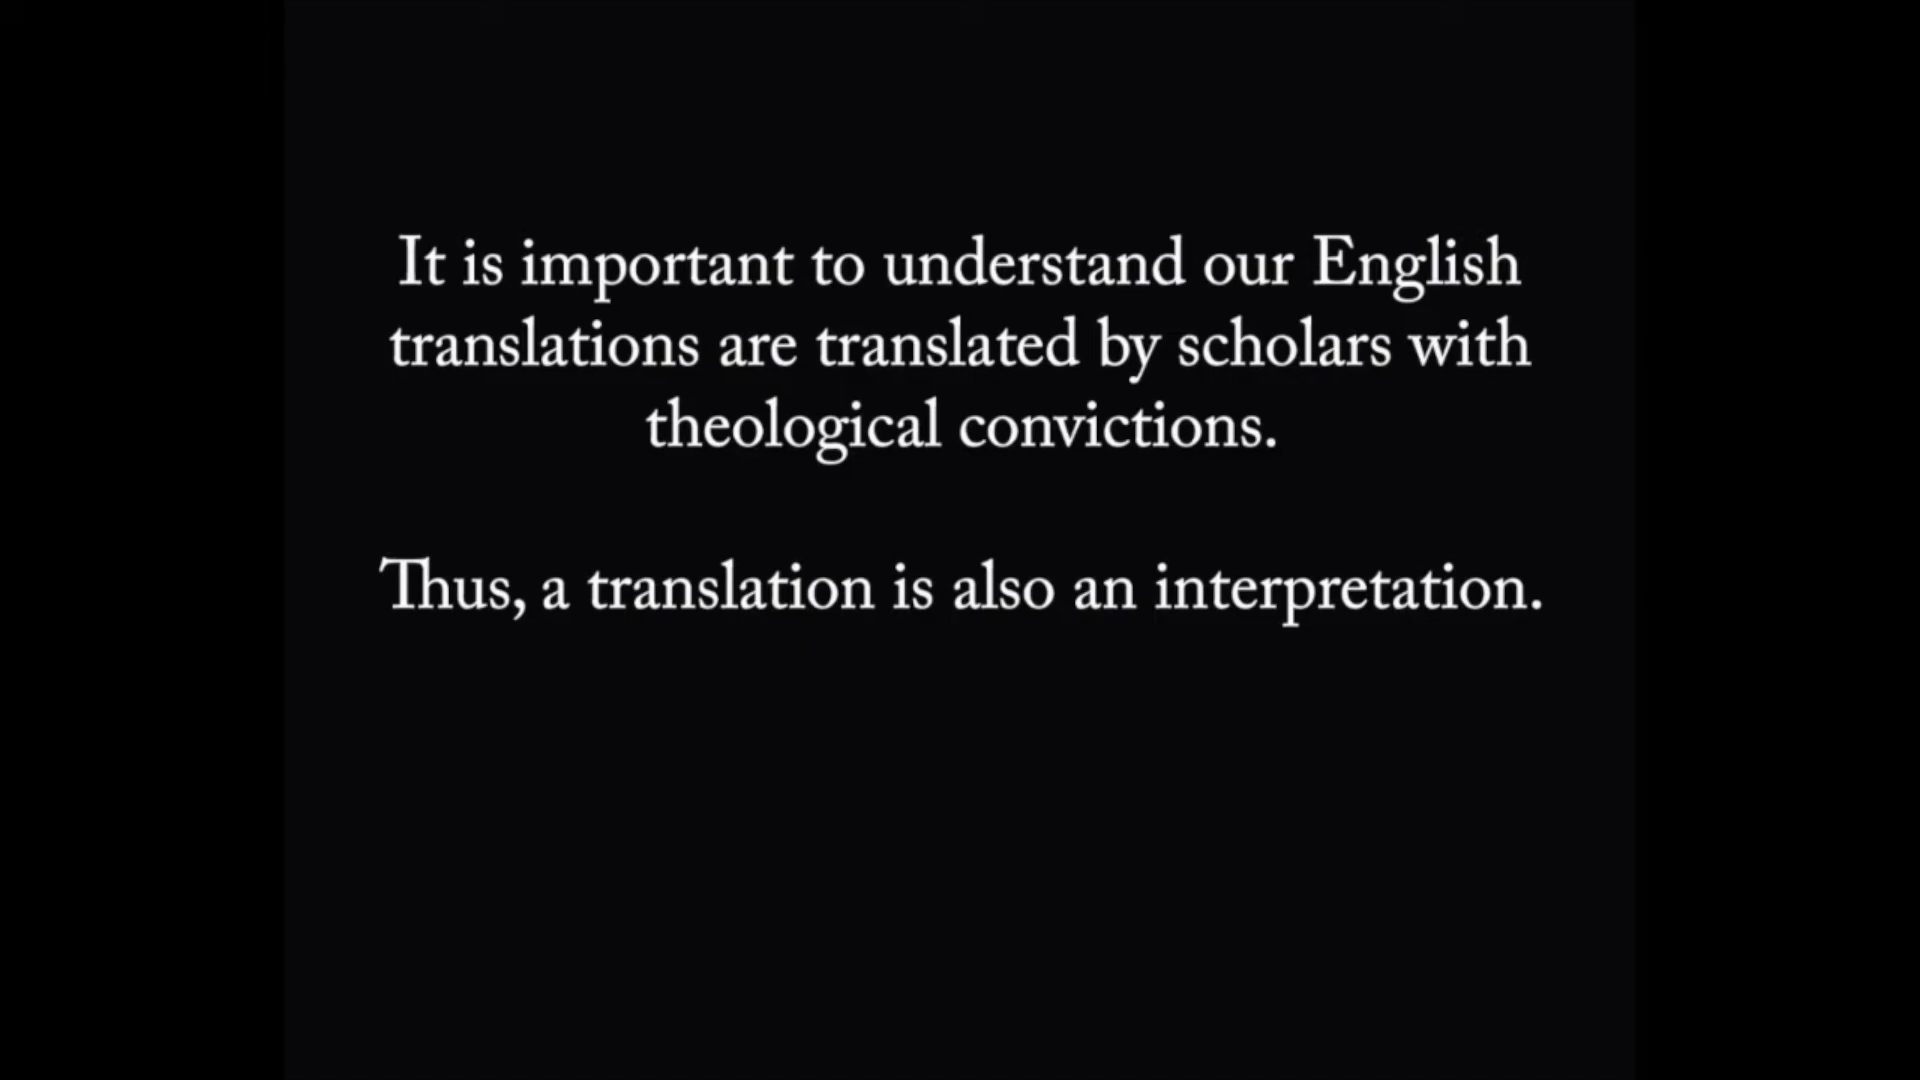 It is important to understand our English
translations are translated by scholars with
theological convictions.
Thus, a translation is also an interpretation.